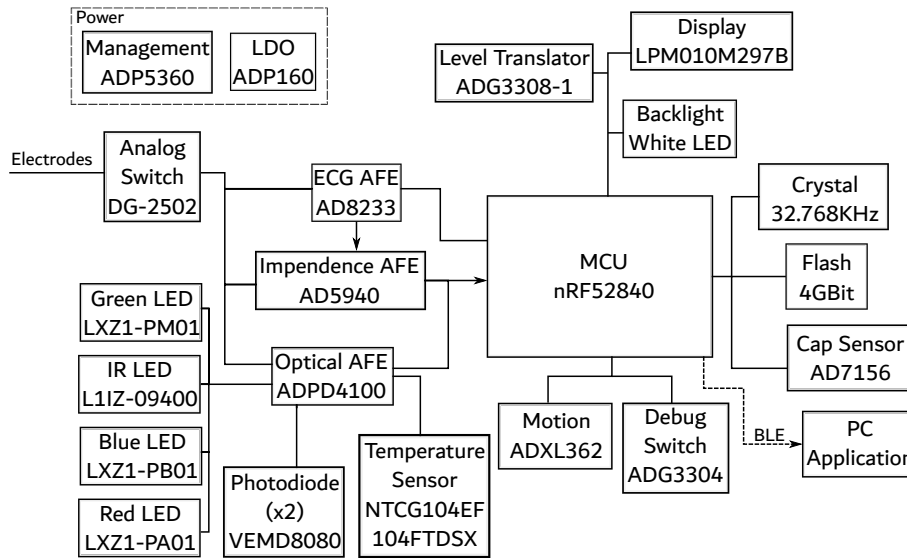 Power
Management
ADP5360
LDO
ADP160
Level Translator
ADG3308-1
Display
LPM010M297B
Backlight
White LED
Electrodes
Analog
Switch
DG-2502
ECG AFE
AD8233
Impendence AFE
AD5940
MCU
nRF52840
Crystal
32.768KHz
Flash
4GBit
Cap Sensor
AD7156
Green LED
LXZ1-PM01
IR LED
L1IZ-09400
Blue LED
LXZ1-PB01
Red LED
LXZ1-PA01
Optical AFE
ADPD4100
Photodiode
(x2)
VEMD8080
Temperature
Sensor
NTCG104EF
104FTDSX
Motion
ADXL362
Debug
Switch
ADG3304
BLE
PC
Application